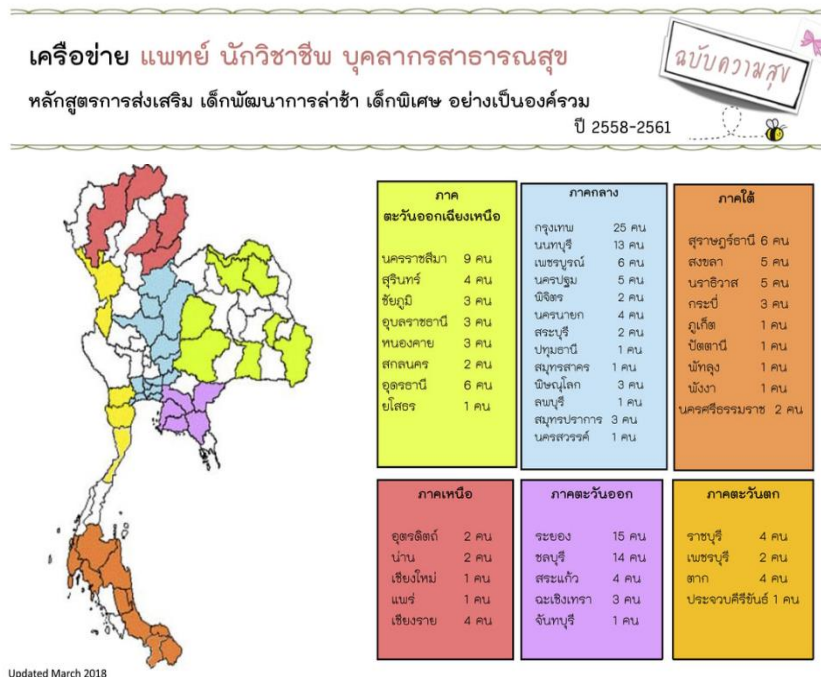 เครือข่าย แพทย์ นักวิชาชีพ บุคลากรสาธารณสุข
ฉบับความสุข
หลักสูตรการส่งเสริม เด็กพัฒนาการล่าช้า เด็กพิเศษ อย่างเป็นองค์รวม
ปี 2558-2561
ภาค
ตะวันออกเฉียงเหนือ
นครราชสีมา 9 คน
สุรินทร์ 4 คน
ชัยภูมิ 3 คน
อุบลราชธานี 3 คน
หนองคาย 3 คน
สกลนคร 2 คน
อุดรธานี 6 คน
ยโสธร 1 คน
ภาคกลาง
กรุงเทพ 25 คน
นนทบุรี 13 คน
เพชรบูรณ์ 6 คน
นครปฐม 5 คน
พิจิตร 2 คน
นครนายก 4 คน
สระบุรี 2 คน
ปทุมธานี 1 คน
สมุทรสาคร 1 คน
พิษณุโลก 3 คน
ลพบุรี 1 คน
สมุทรปราการ 3 คน
นครสวรรค์ 1 คน
ภาคใต้
สุราษฎร์ธานี 6 คน
สงขลา 5 คน
นราธิวาส 5 คน
กระบี่ 3 คน
ภูเก็ต 1 คน
ปัตตานี 1 คน
พัทลุง 1 คน
พังงา 1 คน
นครศรีธรรมราช 2 คน
ภาคเหนือ
อุตรดิตถ์ 2 คน
น่าน 2 คน
เชียงใหม่ 1 คน
แพร่ 1 คน
เชียงราย 4 คน
ภาคตะวันออก
ระยอง 15 คน
ชลบุรี 14 คน
สระแก้ว 4 คน
ฉะเชิงเทรา 3 คน
จันทบุรี 1 คน
ภาคตะวันตก
ราชบุรี 4 คน
เพชรบุรี 2 คน
ตาก 4 คน
ประจวบคีรีขันธ์ 1 คน
Updated March 2018